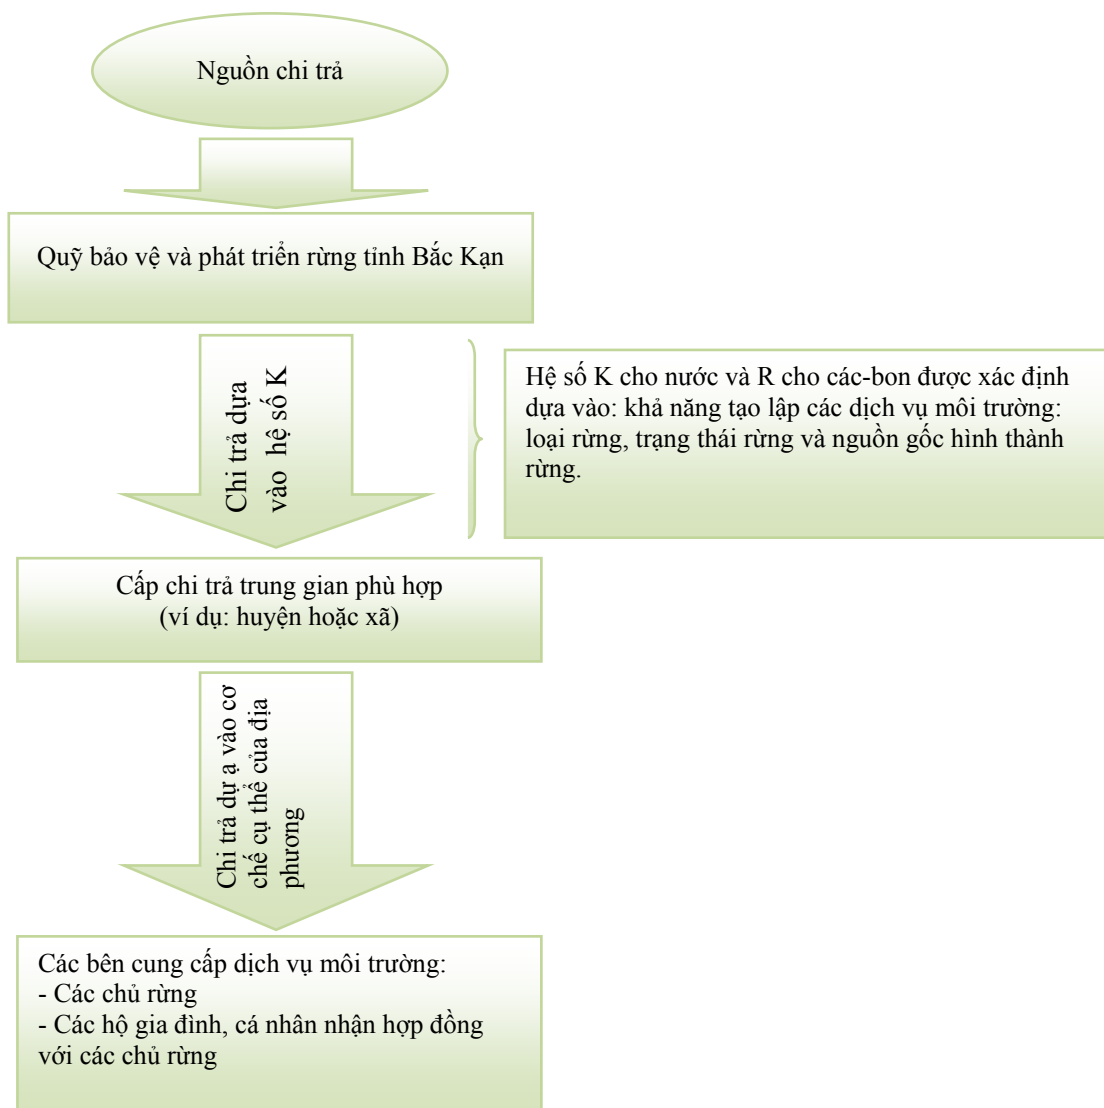 Nguồn chi trả
Quỹ bảo vệ và phát triển rừng tỉnh Bắc Kạn
Chi trả dựa
vào hệ số K
Hệ số K cho nước và R cho các-bon được xác định
dựa vào: khả năng tạo lập các dịch vụ môi trường:
loại rừng, trạng thái rừng và nguồn gốc hình thành
rừng.
Cấp chi trả trung gian phù hợp
(ví dụ: huyện hoặc xã)
Chi trả dự ạ vào cơ
chế cụ thể của địa
phương
Các bên cung cấp dịch vụ môi trường:
- Các chủ rừng
- Các hộ gia đình, cá nhân nhận hợp đồng
với các chủ rừng